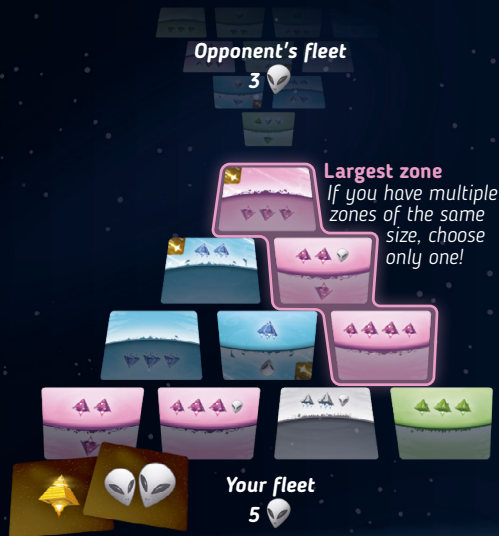 Opponent's fleet
3
Largest zone
If you have multiple
zones of the same
size, choose
only one!
Your fleet
5